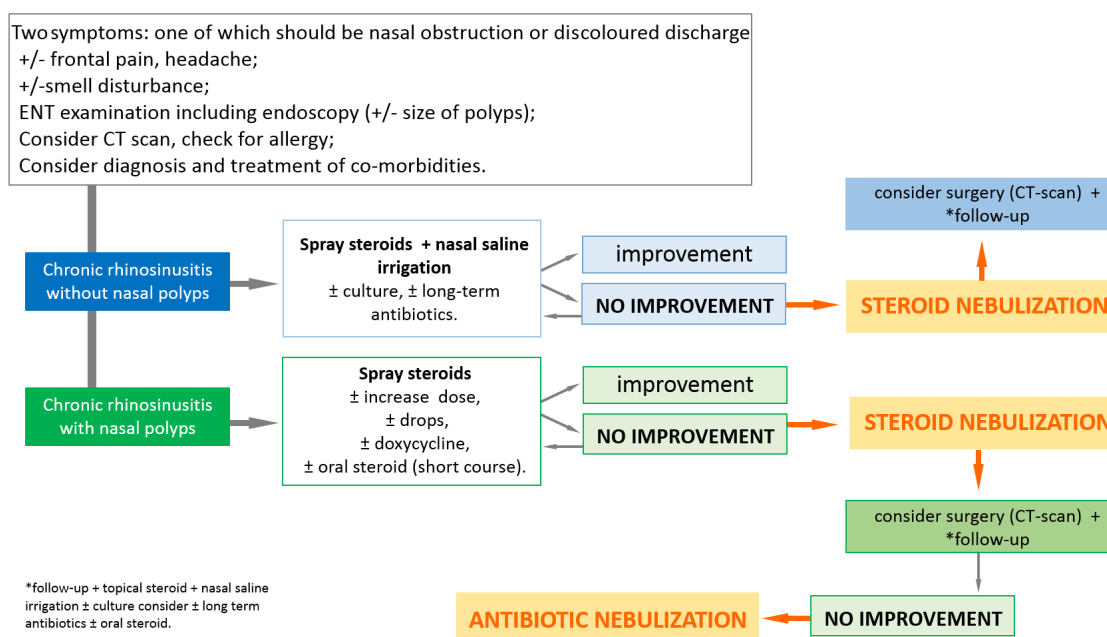 Two symptoms: one of which should be nasal obstruction or discoloured discharge
+/- frontal pain, headache;
+/-smell disturbance;
ENT examination including endoscopy (+/- size of polyps);
Consider CT scan, check for allergy;
Consider diagnosis and treatment of co-morbidities.
Chronic rhinosinusitis
without nasal polyps
Spray steroids + nasal saline
irrigation
± culture, ± long-term
antibiotics.
improvement
NO IMPROVEMENT
STEROID NEBULIZATION
consider surgery (CT-scan) +
*follow-up
Chronic rhinosinusitis
with nasal polyps
Spray steroids
± increase dose,
± drops,
± doxycycline,
± oral steroid (short course).
improvement
NO IMPROVEMENT
STEROID NEBULIZATION
consider surgery (CT-scan) +
*follow-up
NO IMPROVEMENT
ANTIBIOTIC NEBULIZATION
*follow-up + topical steroid + nasal saline
irrigation ± culture consider ± long term
antibiotics ± oral steroid.